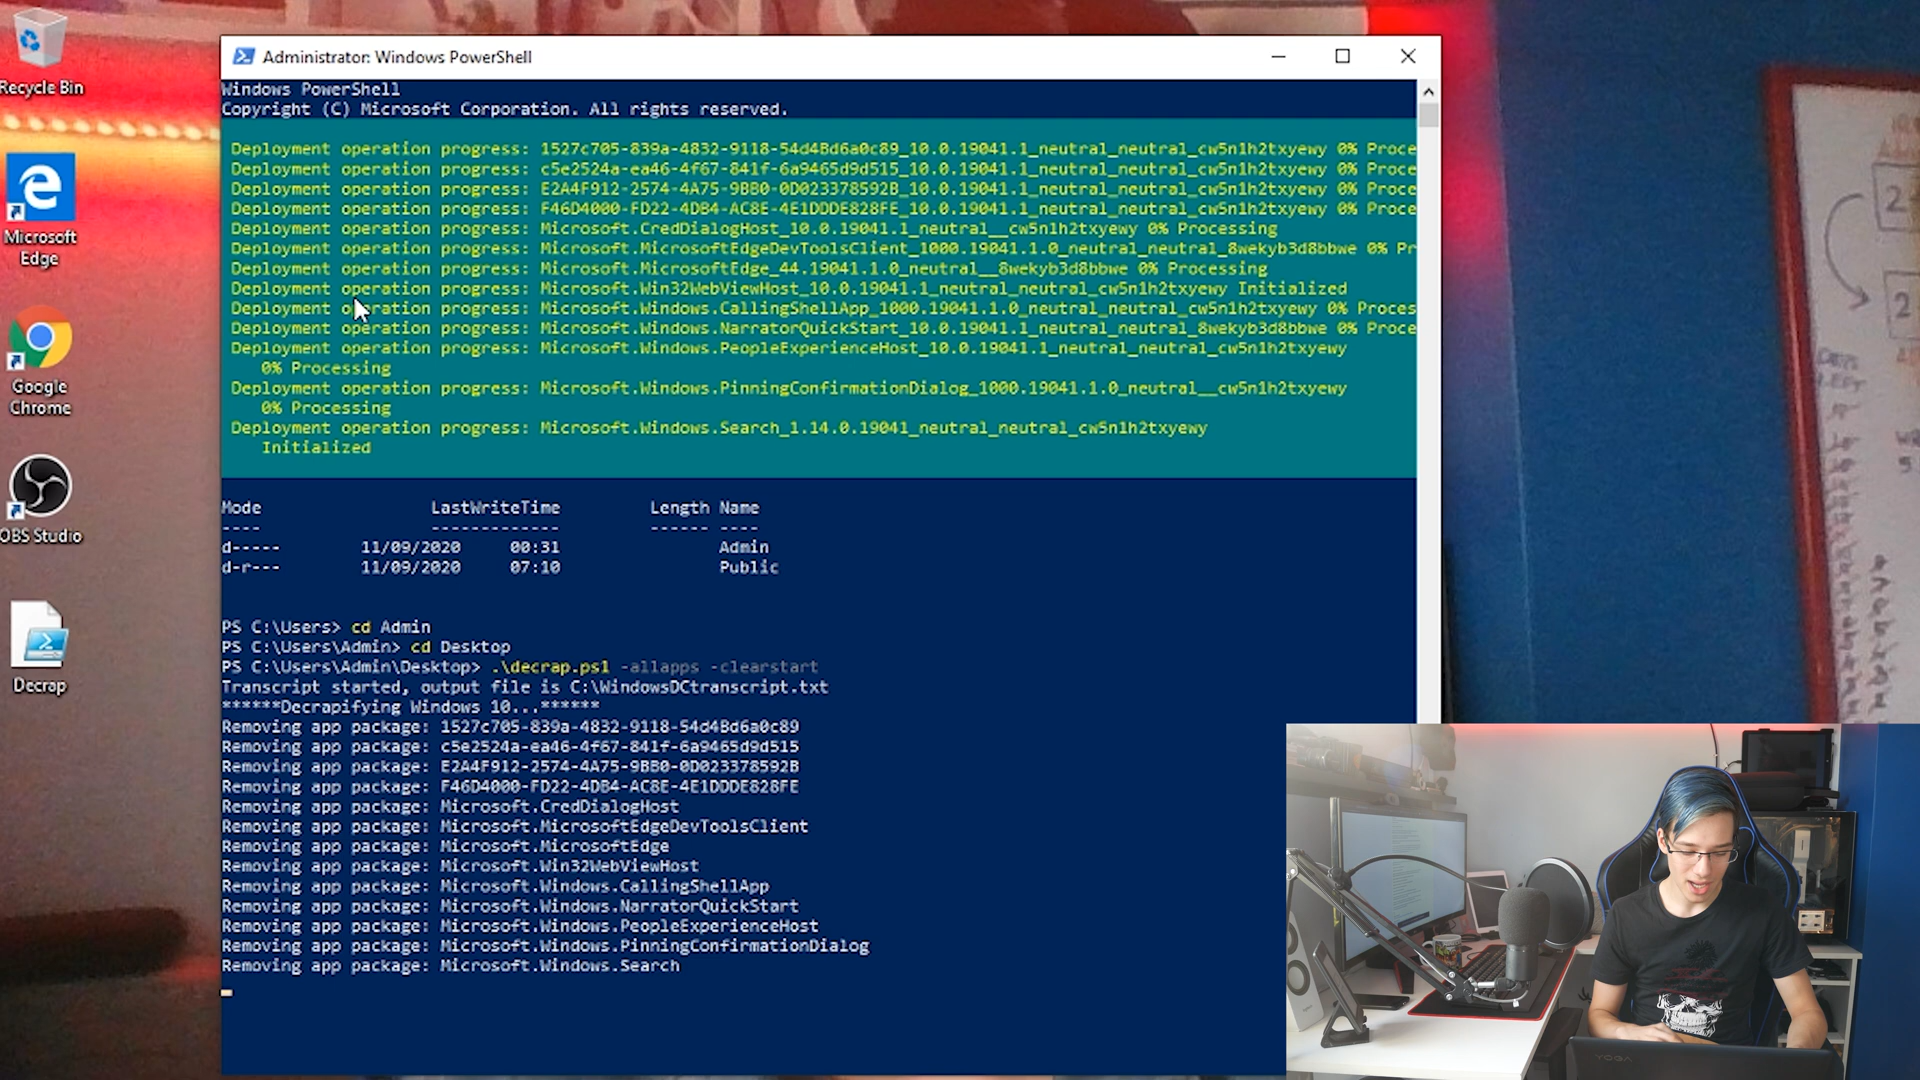 Recycle Bin
Microsoft
Edge
Google
Chrome
OBS Studio
Decrap
Administrator: Windows PowerShell
Windows PowerShell
Copyright (C) Microsoft Corporation. All rights reserved.
Deployment operation progress: 1527c705-839a-4832-9118-54d4Bd6a0c89_10.0.19041.1_neutral_neutral_cw5n1h2txyewy 0% Proce
Deployment operation progress: c5e2524a-ea46-4f67-841f-6a9465d9d515_10.0.19041.1_neutral_neutral_cw5n1h2txyewy 0% Proce
Deployment operation progress: E2A4F912-2574-4A75-9BB0-0D023378592B_10.0.19041.1_neutral_neutral_cw5n1h2txyewy 0% Proce
Deployment operation progress: F46D4000-FD22-4DB4-AC8E-4E1DDDE828FE_10.0.19041.1_neutral_neutral_cw5n1h2txyewy 0% Proce
Deployment operation progress: Microsoft.CredDialogHost_10.0.19041.1_neutral__cw5n1h2txyewy 0% Processing
Deployment operation progress: Microsoft.MicrosoftEdgeDevToolsClient_1000.19041.1.0_neutral_neutral_8wekyb3d8bbwe 0% Pr
Deployment operation progress: Microsoft.MicrosoftEdge_44.19041.1.0_neutral__8wekyb3d8bbwe 0% Processing
Deployment operation progress: Microsoft.Win32WebViewHost_10.0.19041.1_neutral_neutral_cw5n1h2txyewy Initialized
Deployment operation progress: Microsoft.Windows.CallingShellApp_1000.19041.1.0_neutral_neutral_cw5n1h2txyewy 0% Proces
Deployment operation progress: Microsoft.Windows.NarratorQuickStart_10.0.19041.1_neutral_neutral_8wekyb3d8bbwe 0% Proce
Deployment operation progress: Microsoft.Windows.PeopleExperienceHost_10.0.19041.1_neutral_neutral_cw5n1h2txyewy
0% Processing
Deployment operation progress: Microsoft.Windows.PinningConfirmationDialog_1000.19041.1.0_neutral__cw5n1h2txyewy
0% Processing
Deployment operation progress: Microsoft.Windows.Search_1.14.0.19041_neutral_neutral_cw5n1h2txyewy
Initialized
Mode LastWriteTime Length Name
---- ------------- ------ ----
d----- 11/09/2020 00:31 Admin
d-r--- 11/09/2020 07:10 Public
PS C:\Users> cd Admin
PS C:\Users\Admin> cd Desktop
PS C:\Users\Admin\Desktop> .\decrap.ps1 -allapps -clearstart
Transcript started, output file is C:\WindowsDCtranscript.txt
******Decrapifying Windows 10...******
Removing app package: 1527c705-839a-4832-9118-54d4Bd6a0c89
Removing app package: c5e2524a-ea46-4f67-841f-6a9465d9d515
Removing app package: E2A4F912-2574-4A75-9BB0-0D023378592B
Removing app package: F46D4000-FD22-4DB4-AC8E-4E1DDDE828FE
Removing app package: Microsoft.CredDialogHost
Removing app package: Microsoft.MicrosoftEdgeDevToolsClient
Removing app package: Microsoft.MicrosoftEdge
Removing app package: Microsoft.Win32WebViewHost
Removing app package: Microsoft.Windows.CallingShellApp
Removing app package: Microsoft.Windows.NarratorQuickStart
Removing app package: Microsoft.Windows.PeopleExperienceHost
Removing app package: Microsoft.Windows.PinningConfirmationDialog
Removing app package: Microsoft.Windows.Search
2
2
YOGA